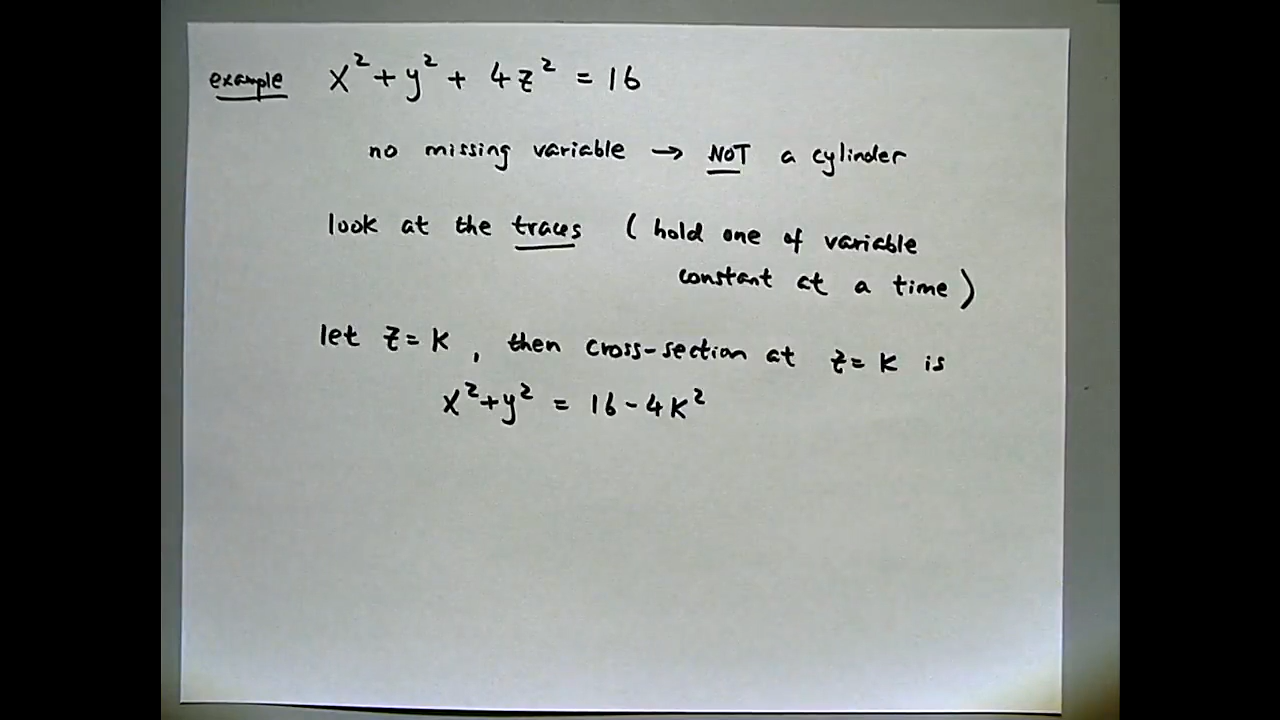 example x² + y² + 4z² = 16
no missing variable → NOT a cylinder
look at the traces (hold one of variable
constant at a time)
let z = k, then cross-section at z = k is
x² + y² = 16 - 4k²